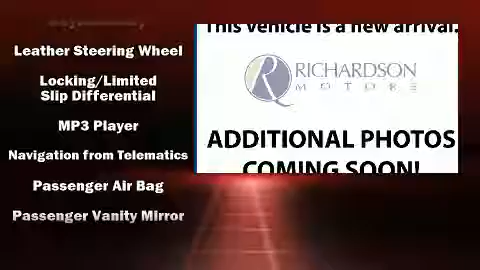 Leather Steering Wheel
Locking/Limited
Slip Differential
MP3 Player
Navigation from Telematics
Passenger Air Bag
Passenger Vanity Mirror
This vehicle is a new arrival.
RICHARDSON
MOTORS
ADDITIONAL PHOTOS
COMING SOON!